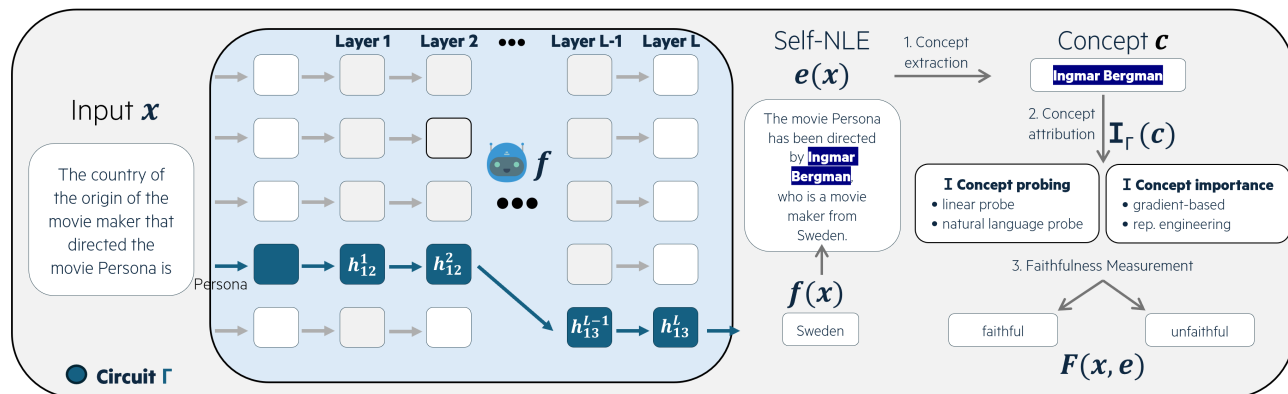 Layer 1
Layer 2
•••
Layer L-1
Layer L
Input x
The country of
the origin of the
movie maker that
directed the
movie Persona is
Persona
h¹₁₂
h²₁₂
f
•••
h₁₃ᴸ⁻¹
h₁₃ᴸ
Circuit Γ
Self-NLE
e(x)
The movie Persona
has been directed
by Ingmar
Bergman
who is a movie
maker from
Sweden.
f(x)
Sweden
1. Concept
extraction
Concept c
Ingmar Bergman
2. Concept
attribution
I_Γ(c)
I Concept probing
• linear probe
• natural language probe
I Concept importance
• gradient-based
• rep. engineering
3. Faithfulness Measurement
faithful
unfaithful
F(x, e)